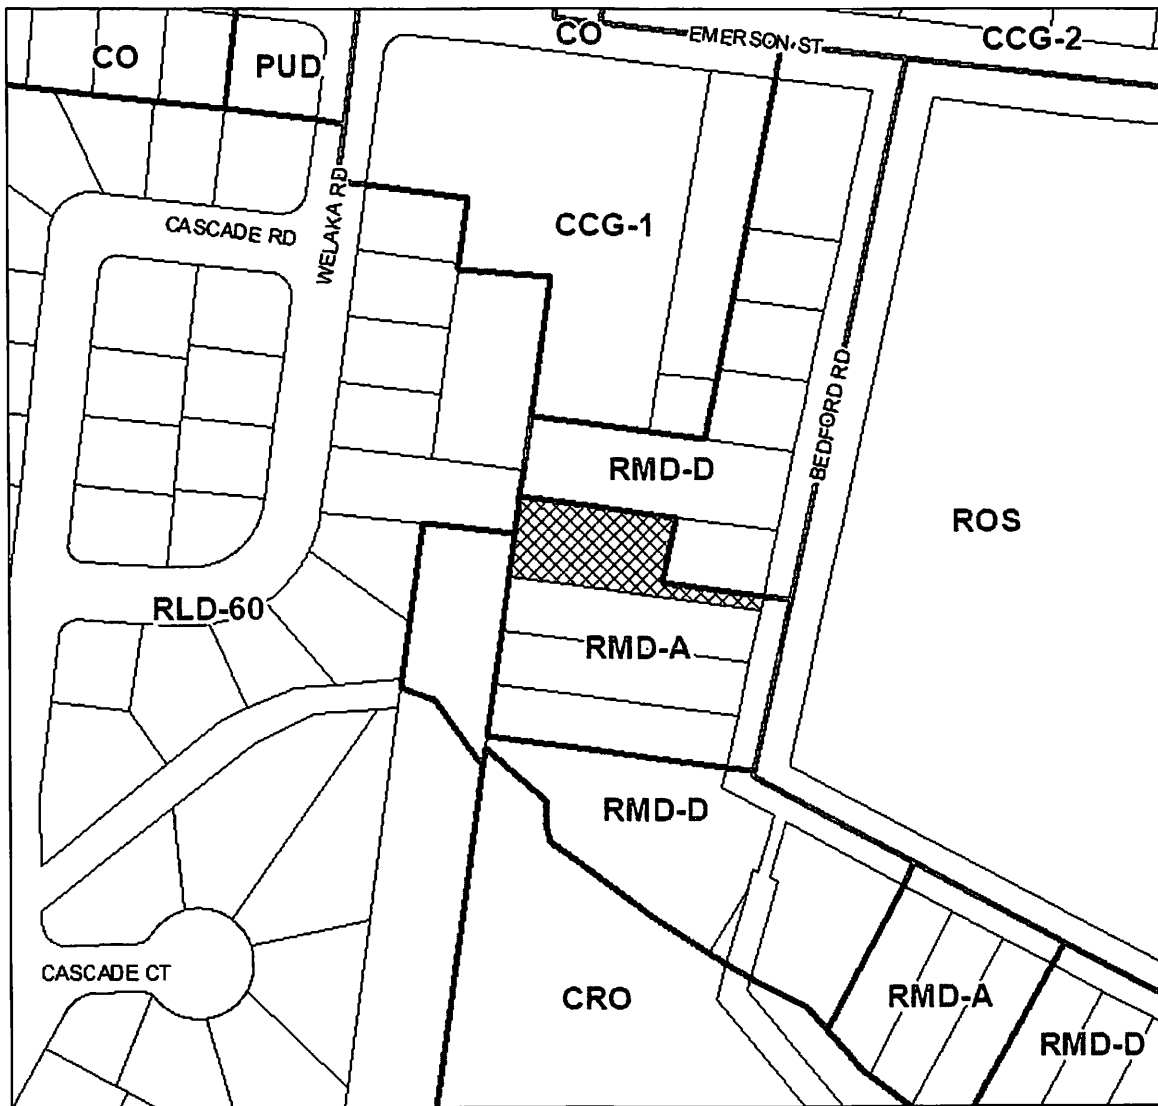 CO
PUD
CO
EMERSON ST
CCG-2
WELAKA RD
CASCADE RD
CCG-1
BEDFORD RD
RMD-D
ROS
RLD-60
RMD-A
RMD-D
CASCADE CT
CRO
RMD-A
RMD-D